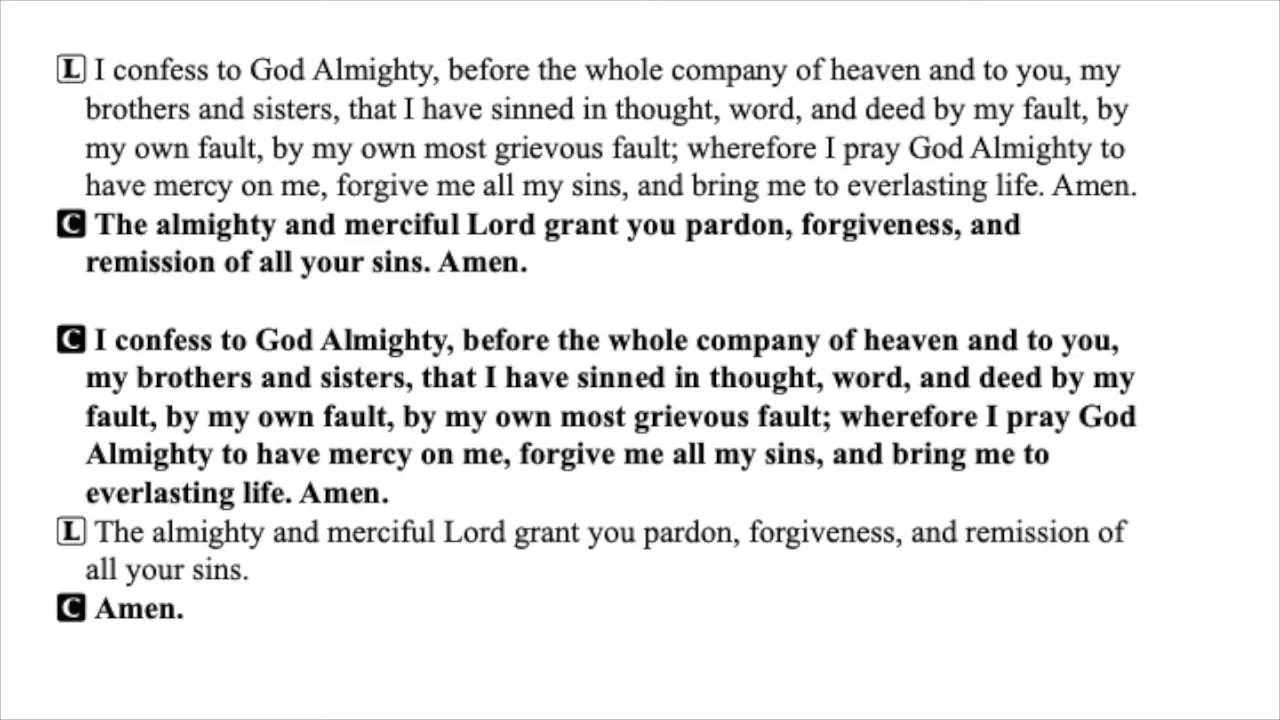 L I confess to God Almighty, before the whole company of heaven and to you, my
brothers and sisters, that I have sinned in thought, word, and deed by my fault, by
my own fault, by my own most grievous fault; wherefore I pray God Almighty to
have mercy on me, forgive me all my sins, and bring me to everlasting life. Amen.
C The almighty and merciful Lord grant you pardon, forgiveness, and
remission of all your sins. Amen.
C I confess to God Almighty, before the whole company of heaven and to you,
my brothers and sisters, that I have sinned in thought, word, and deed by my
fault, by my own fault, by my own most grievous fault; wherefore I pray God
Almighty to have mercy on me, forgive me all my sins, and bring me to
everlasting life. Amen.
L The almighty and merciful Lord grant you pardon, forgiveness, and remission of
all your sins.
C Amen.